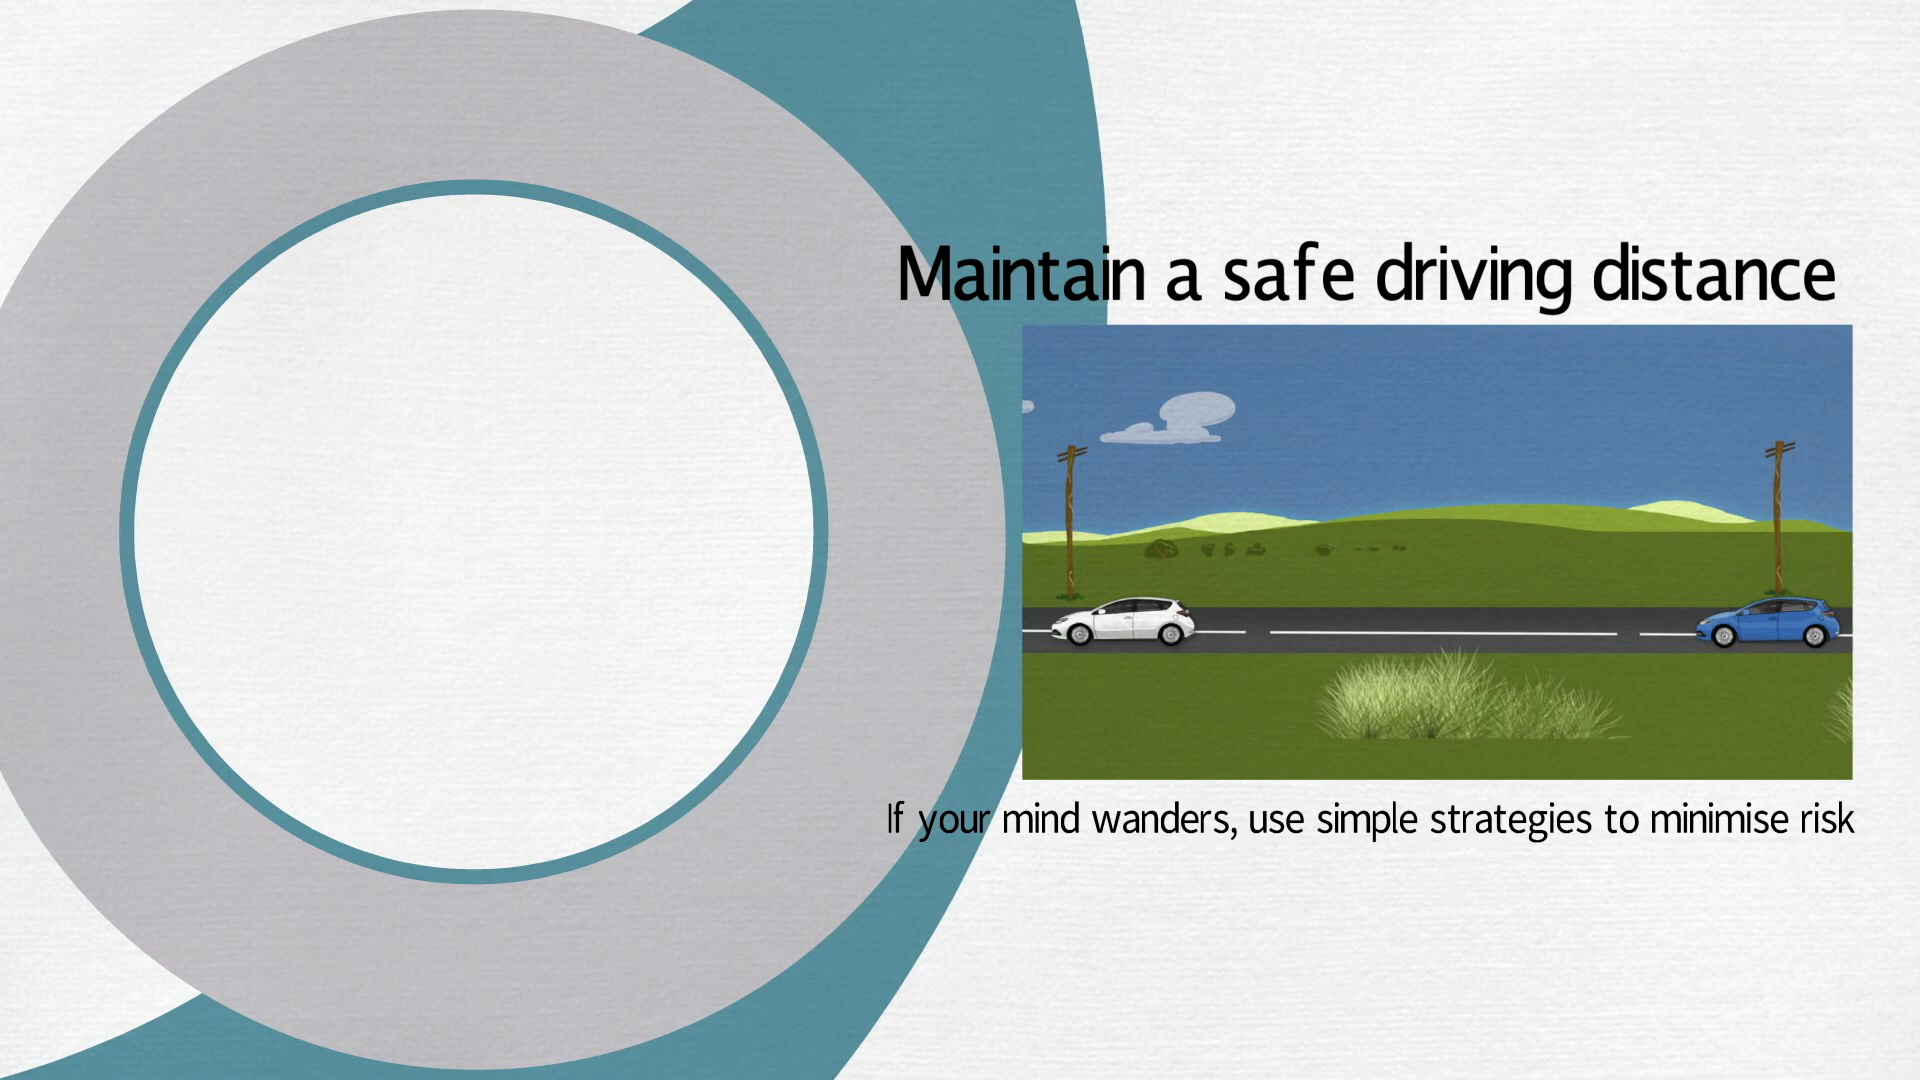 Maintain a safe driving distance
If your mind wanders, use simple strategies to minimise risk